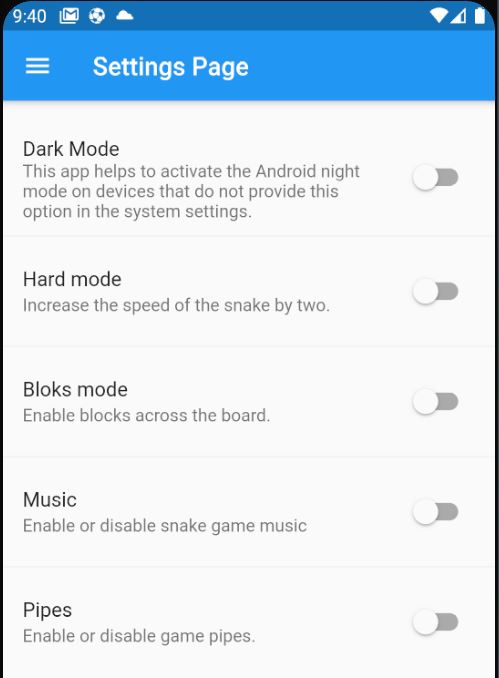 9:40
Settings Page
Dark Mode
This app helps to activate the Android night
mode on devices that do not provide this
option in the system settings.
Hard mode
Increase the speed of the snake by two.
Bloks mode
Enable blocks across the board.
Music
Enable or disable snake game music
Pipes
Enable or disable game pipes.